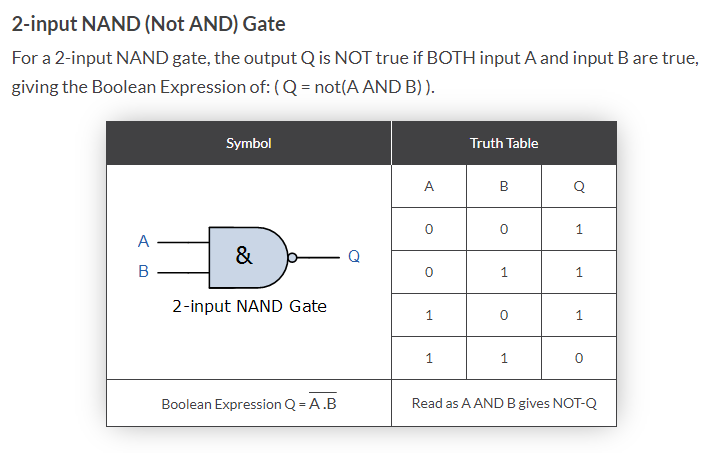 2-input NAND (Not AND) Gate
For a 2-input NAND gate, the output Q is NOT true if BOTH input A and input B are true,
giving the Boolean Expression of: ( Q = not(A AND B) ).
Symbol
Truth Table
A B Q
0 0 1
0 1 1
1 0 1
1 1 0
A
B
&
Q
2-input NAND Gate
Boolean Expression Q = A̅ ̅.̅B̅
Read as A AND B gives NOT-Q